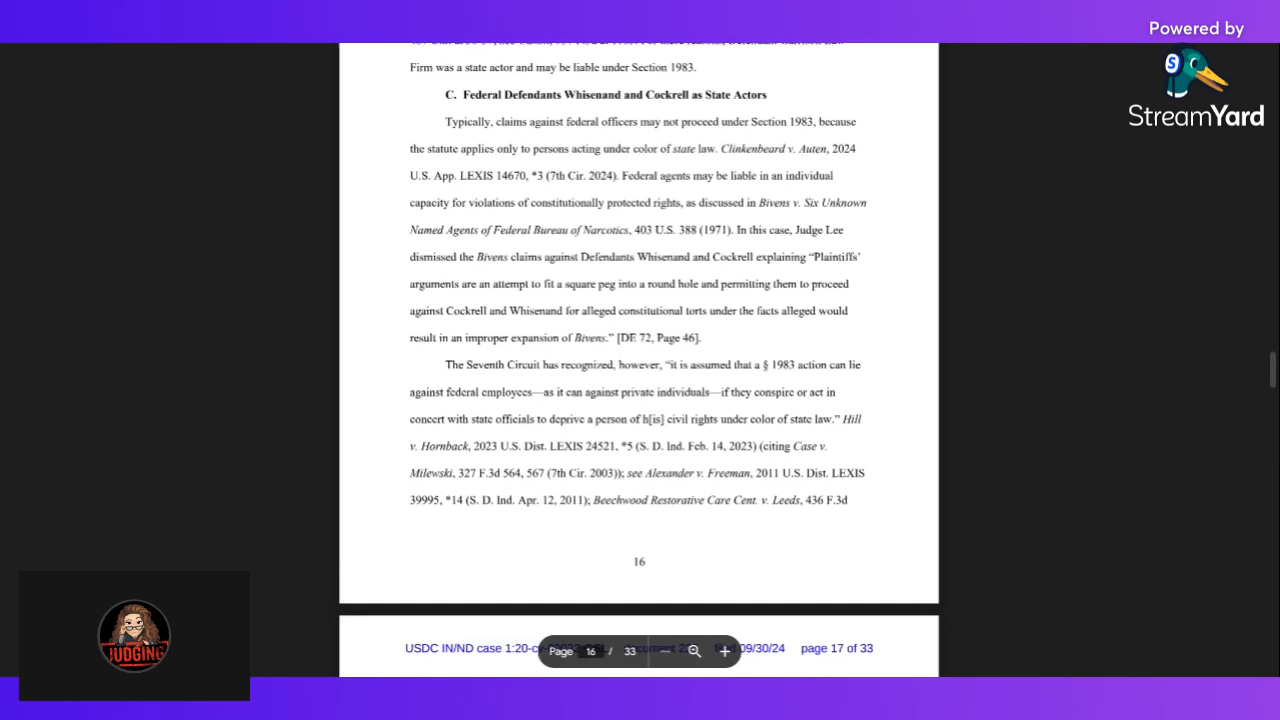 Powered by
StreamYard
Firm was a state actor and may be liable under Section 1983.
C. Federal Defendants Whisenand and Cockrell as State Actors
Typically, claims against federal officers may not proceed under Section 1983, because
the statute applies only to persons acting under color of state law. Clinkenbeard v. Auten, 2024
U.S. App. LEXIS 14670, *3 (7th Cir. 2024). Federal agents may be liable in an individual
capacity for violations of constitutionally protected rights, as discussed in Bivens v. Six Unknown
Named Agents of Federal Bureau of Narcotics, 403 U.S. 388 (1971). In this case, Judge Lee
dismissed the Bivens claims against Defendants Whisenand and Cockrell explaining “Plaintiffs’
arguments are an attempt to fit a square peg into a round hole and permitting them to proceed
against Cockrell and Whisenand for alleged constitutional torts under the facts alleged would
result in an improper expansion of Bivens.” [DE 72, Page 46].
The Seventh Circuit has recognized, however, “it is assumed that a § 1983 action can lie
against federal employees—as it can against private individuals—if they conspire or act in
concert with state officials to deprive a person of h[is] civil rights under color of state law.” Hill
v. Hornback, 2023 U.S. Dist. LEXIS 24521, *5 (S. D. Ind. Feb. 14, 2023) (citing Case v.
Milewski, 327 F.3d 564, 567 (7th Cir. 2003)); see Alexander v. Freeman, 2011 U.S. Dist. LEXIS
39995, *14 (S. D. Ind. Apr. 12, 2011); Beechwood Restorative Care Cent. v. Leeds, 436 F.3d
16
USDC IN/ND case 1:20-cv 09/30/24 page 17 of 33
Page 16 / 33
JUDGING